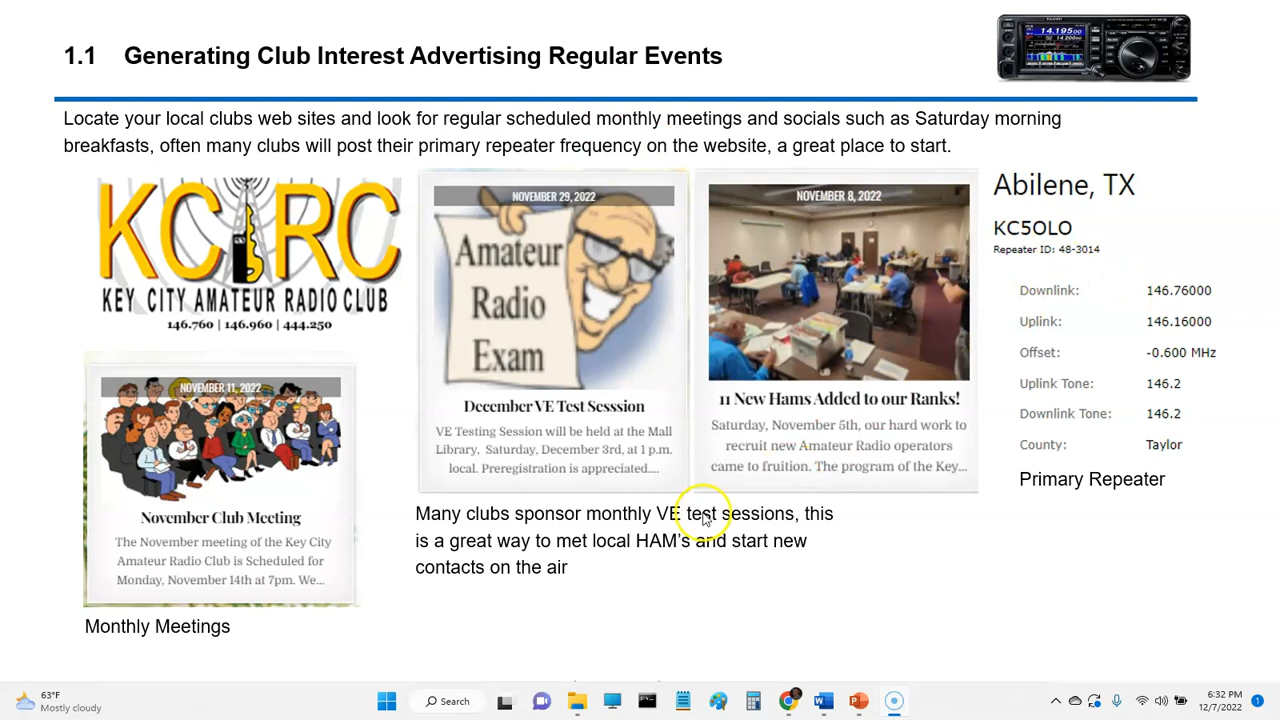 1.1 Generating Club Interest Advertising Regular Events
14.195.00
14.200.00
Locate your local clubs web sites and look for regular scheduled monthly meetings and socials such as Saturday morning
breakfasts, often many clubs will post their primary repeater frequency on the website, a great place to start.
KC RC
KEY CITY AMATEUR RADIO CLUB
146.760 | 146.960 | 444.250
NOVEMBER 11, 2022
November Club Meeting
The November meeting of the Key City
Amateur Radio Club is Scheduled for
Monday, November 14th at 7pm. We...
Monthly Meetings
NOVEMBER 29, 2022
Amateur
Radio
Exam
December VE Test Sesssion
VE Testing Session will be held at the Mall
Library, Saturday, December 3rd, at 1 p.m.
local. Preregistration is appreciated....
NOVEMBER 8, 2022
11 New Hams Added to our Ranks!
Saturday, November 5th, our hard work to
recruit new Amateur Radio operators
came to fruition. The program of the Key...
Many clubs sponsor monthly VE test sessions, this
is a great way to met local HAM's and start new
contacts on the air
Abilene, TX
KC5OLO
Repeater ID: 48-3014
Downlink: 146.76000
Uplink: 146.16000
Offset: -0.600 MHz
Uplink Tone: 146.2
Downlink Tone: 146.2
County: Taylor
Primary Repeater
63°F
Mostly cloudy
Search
6:32 PM
12/7/2022
1